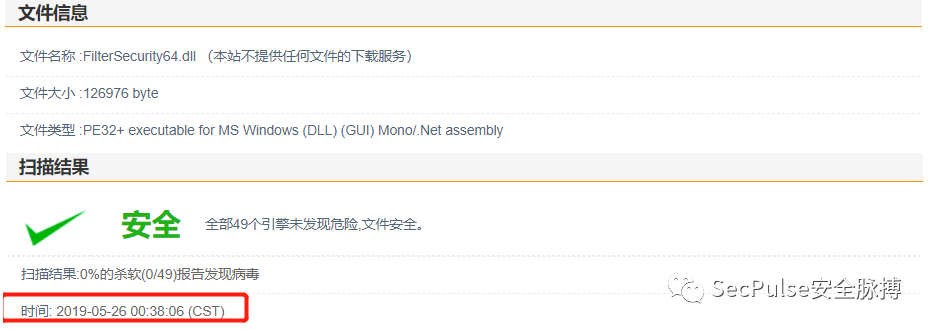 文件信息
文件名称 :FilterSecurity64.dll （本站不提供任何文件的下载服务）
文件大小 :126976 byte
文件类型 :PE32+ executable for MS Windows (DLL) (GUI) Mono/.Net assembly
扫描结果
安全 全部49个引擎未发现危险,文件安全。
扫描结果:0%的杀软(0/49)报告发现病毒
SecPulse安全脉搏
时间: 2019-05-26 00:38:06 (CST)